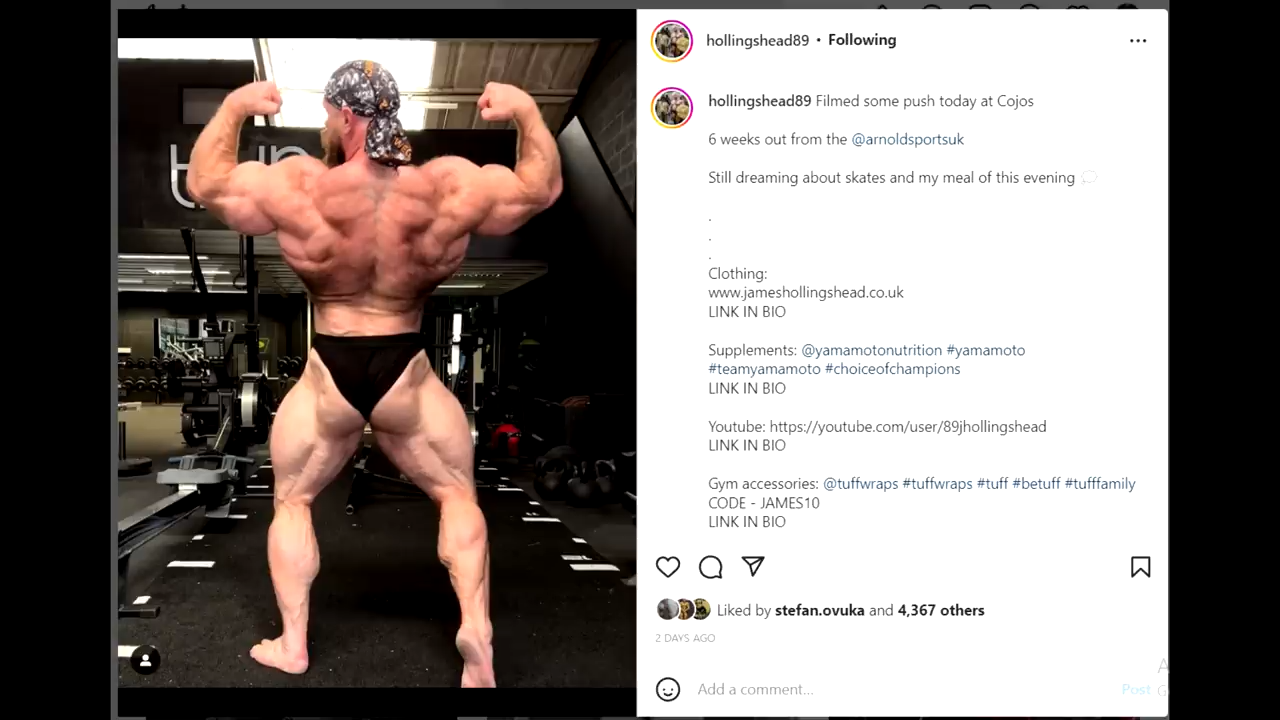 hollingshead89 • Following
hollingshead89 Filmed some push today at Cojos
6 weeks out from the @arnoldsportsuk
Still dreaming about skates and my meal of this evening
.
.
.
Clothing:
www.jameshollingshead.co.uk
LINK IN BIO
Supplements: @yamamotonutrition #yamamoto
#teamyamamoto #choiceofchampions
LINK IN BIO
Youtube: https://youtube.com/user/89jhollingshead
LINK IN BIO
Gym accessories: @tuffwraps #tuffwraps #tuff #betuff #tufffamily
CODE - JAMES10
LINK IN BIO
Liked by stefan.ovuka and 4,367 others
2 DAYS AGO
Add a comment...
Post